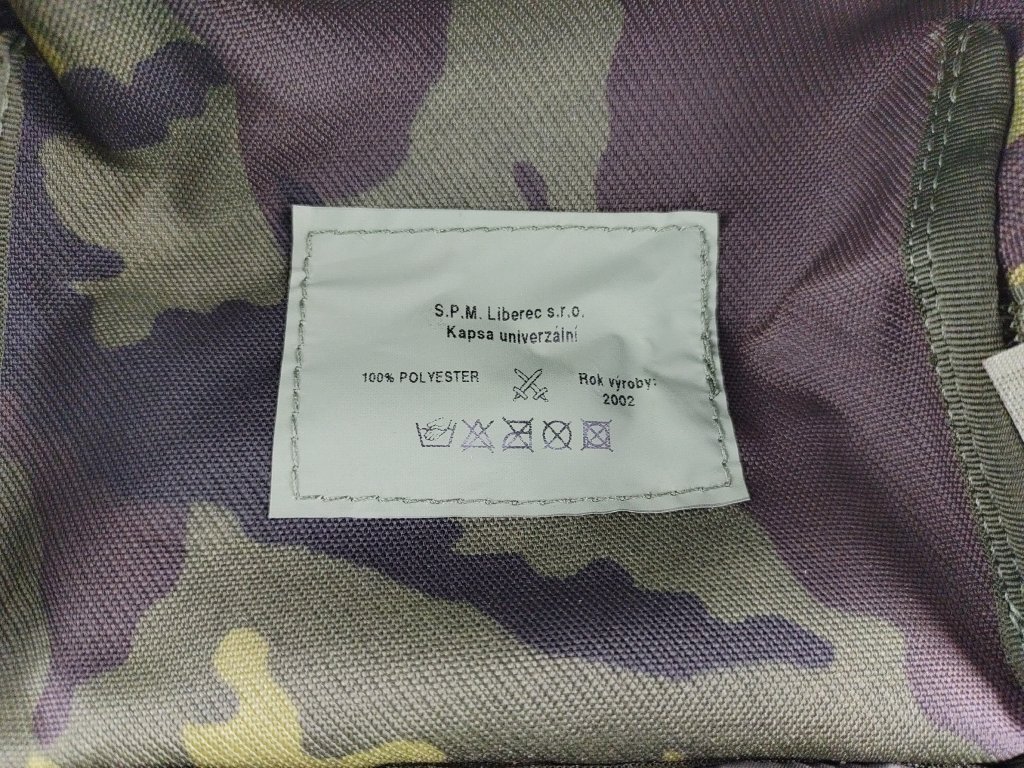 S.P.M. Liberec s.r.o.
Kapsa univerzální
100% POLYESTER
Rok výroby:
2002